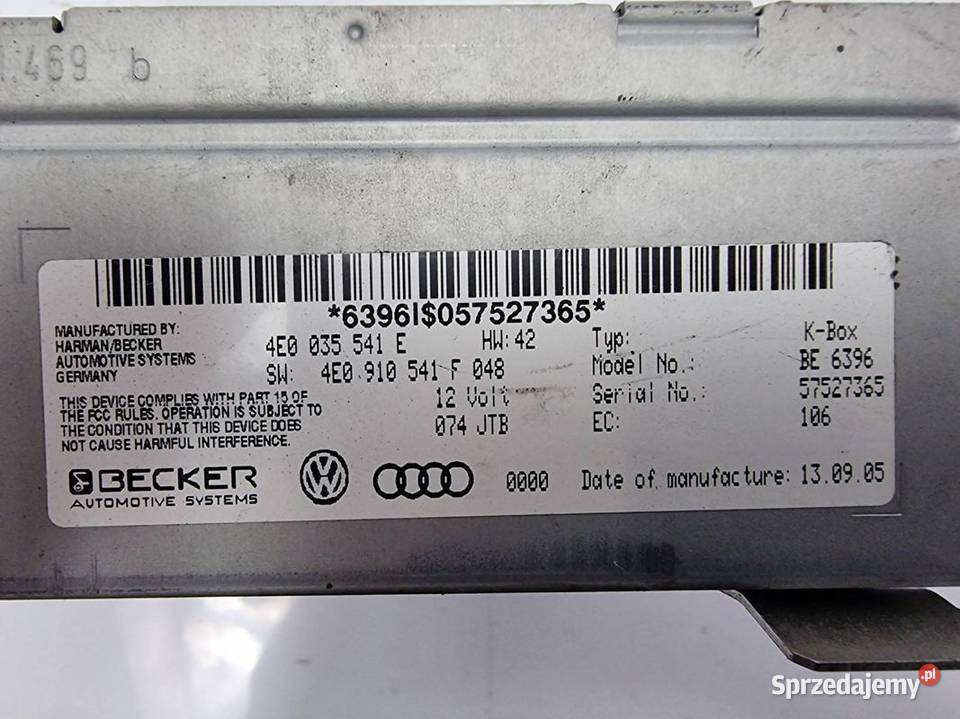 .469 b
*6396I$057527365*
MANUFACTURED BY:
HARMAN/BECKER
AUTOMOTIVE SYSTEMS
GERMANY
4E0 035 541 E HW:42
SW: 4E0 910 541 F 048
12 Volt
074 JTB
Typ: K-Box
Model No.: BE 6396
Serial No.: 57527365
EC: 106
THIS DEVICE COMPLIES WITH PART 15 OF
THE FCC RULES. OPERATION IS SUBJECT TO
THE CONDITION THAT THIS DEVICE DOES
NOT CAUSE HARMFUL INTERFERENCE.
BECKER
AUTOMOTIVE SYSTEMS
0000 Date of manufacture: 13.09.05
Sprzedajemy.pl